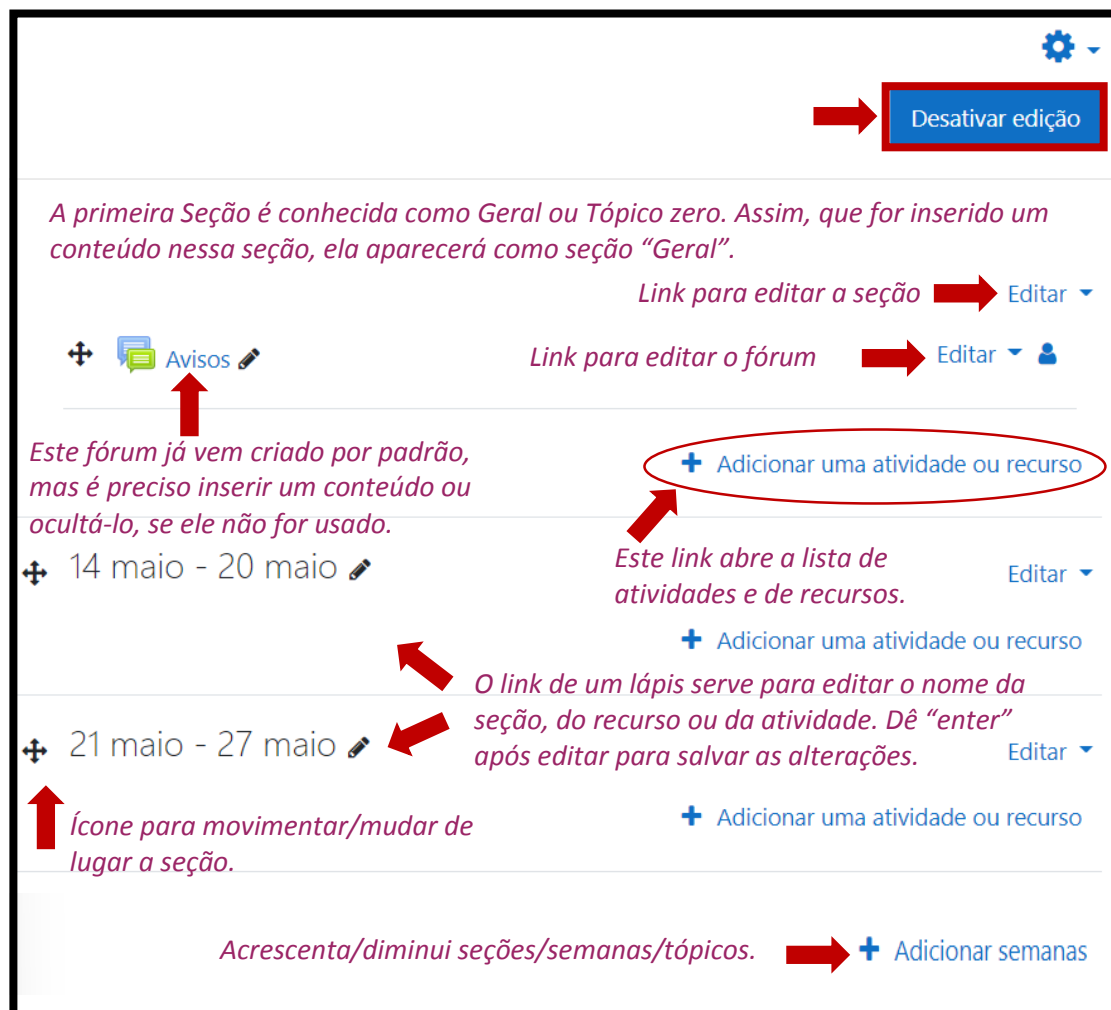 Desativar edição
A primeira Seção é conhecida como Geral ou Tópico zero. Assim, que for inserido um
conteúdo nessa seção, ela aparecerá como seção “Geral”.
Link para editar a seção Editar
Avisos Link para editar o fórum Editar
Este fórum já vem criado por padrão,
mas é preciso inserir um conteúdo ou
ocultá-lo, se ele não for usado.
+ Adicionar uma atividade ou recurso
14 maio - 20 maio
Este link abre a lista de
atividades e de recursos.
Editar
+ Adicionar uma atividade ou recurso
O link de um lápis serve para editar o nome da
seção, do recurso ou da atividade. Dê “enter”
após editar para salvar as alterações.
21 maio - 27 maio
Editar
Ícone para movimentar/mudar de
lugar a seção.
+ Adicionar uma atividade ou recurso
Acrescenta/diminui seções/semanas/tópicos. + Adicionar semanas